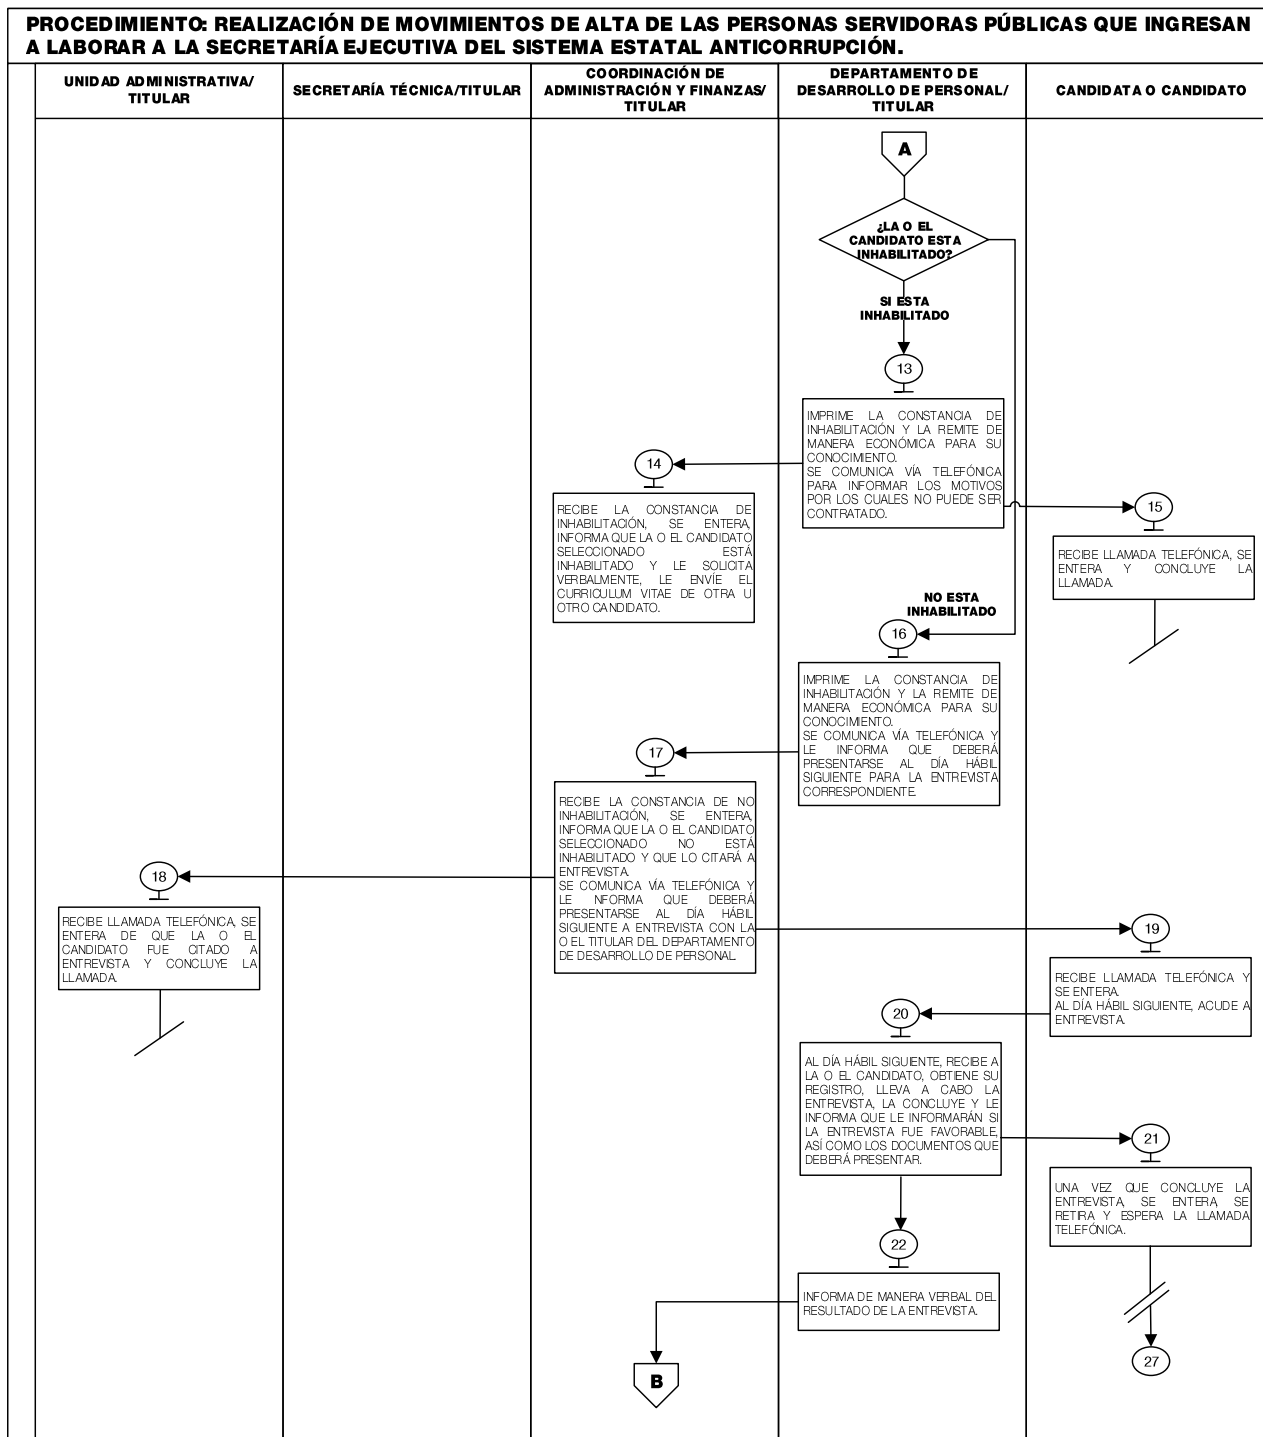 PROCEDIMIENTO: REALIZACIÓN DE MOVIMIENTOS DE ALTA DE LAS PERSONAS SERVIDORAS PÚBLICAS QUE INGRESAN
A LABORAR A LA SECRETARÍA EJECUTIVA DEL SISTEMA ESTATAL ANTICORRUPCIÓN.
UNIDAD ADMINISTRATIVA/
TITULAR
SECRETARÍA TÉCNICA/TITULAR
COORDINACIÓN DE
ADMINISTRACIÓN Y FINANZAS/
TITULAR
DEPARTAMENTO DE
DESARROLLO DE PERSONAL/
TITULAR
CANDIDATA O CANDIDATO
A
¿LA O EL
CANDIDATO ESTA
INHABILITADO?
SI ESTA
INHABILITADO
13
IMPRIME LA CONSTANCIA DE
INHABILITACIÓN Y LA REMITE DE
MANERA ECONÓMICA PARA SU
CONOCIMIENTO.
SE COMUNICA VÍA TELEFÓNICA
PARA INFORMAR LOS MOTIVOS
POR LOS CUALES NO PUEDE SER
CONTRATADO.
14
RECIBE LA CONSTANCIA DE
INHABILITACIÓN, SE ENTERA,
INFORMA QUE LA O EL CANDIDATO
SELECCIONADO ESTÁ
INHABILITADO Y LE SOLICITA
VERBALMENTE, LE ENVÍE EL
CURRICULUM VITAE DE OTRA U
OTRO CANDIDATO.
15
RECIBE LLAMADA TELEFÓNICA, SE
ENTERA Y CONCLUYE LA
LLAMADA.
NO ESTA
INHABILITADO
16
IMPRIME LA CONSTANCIA DE
INHABILITACIÓN Y LA REMITE DE
MANERA ECONÓMICA PARA SU
CONOCIMIENTO.
SE COMUNICA VÍA TELEFÓNICA Y
LE INFORMA QUE DEBERÁ
PRESENTARSE AL DÍA HÁBIL
SIGUIENTE PARA LA ENTREVISTA
CORRESPONDIENTE.
17
RECIBE LA CONSTANCIA DE NO
INHABILITACIÓN, SE ENTERA,
INFORMA QUE LA O EL CANDIDATO
SELECCIONADO NO ESTÁ
INHABILITADO Y QUE LO CITARÁ A
ENTREVISTA.
SE COMUNICA VÍA TELEFÓNICA Y
LE NFORMA QUE DEBERÁ
PRESENTARSE AL DÍA HÁBIL
SIGUIENTE A ENTREVISTA CON LA
O EL TITULAR DEL DEPARTAMENTO
DE DESARROLLO DE PERSONAL.
18
RECIBE LLAMADA TELEFÓNICA, SE
ENTERA DE QUE LA O EL
CANDIDATO FUE CITADO A
ENTREVISTA Y CONCLUYE LA
LLAMADA.
19
RECIBE LLAMADA TELEFÓNICA Y
SE ENTERA.
AL DÍA HÁBIL SIGUIENTE, ACUDE A
ENTREVISTA.
20
AL DÍA HÁBIL SIGUIENTE, RECIBE A
LA O EL CANDIDATO, OBTIENE SU
REGISTRO, LLEVA A CABO LA
ENTREVISTA, LA CONCLUYE Y LE
INFORMA QUE LE INFORMARÁN SI
LA ENTREVISTA FUE FAVORABLE,
ASÍ COMO LOS DOCUMENTOS QUE
DEBERÁ PRESENTAR.
21
UNA VEZ QUE CONCLUYE LA
ENTREVISTA, SE ENTERA, SE
RETIRA Y ESPERA LA LLAMADA
TELEFÓNICA.
22
INFORMA DE MANERA VERBAL DEL
RESULTADO DE LA ENTREVISTA.
B
27